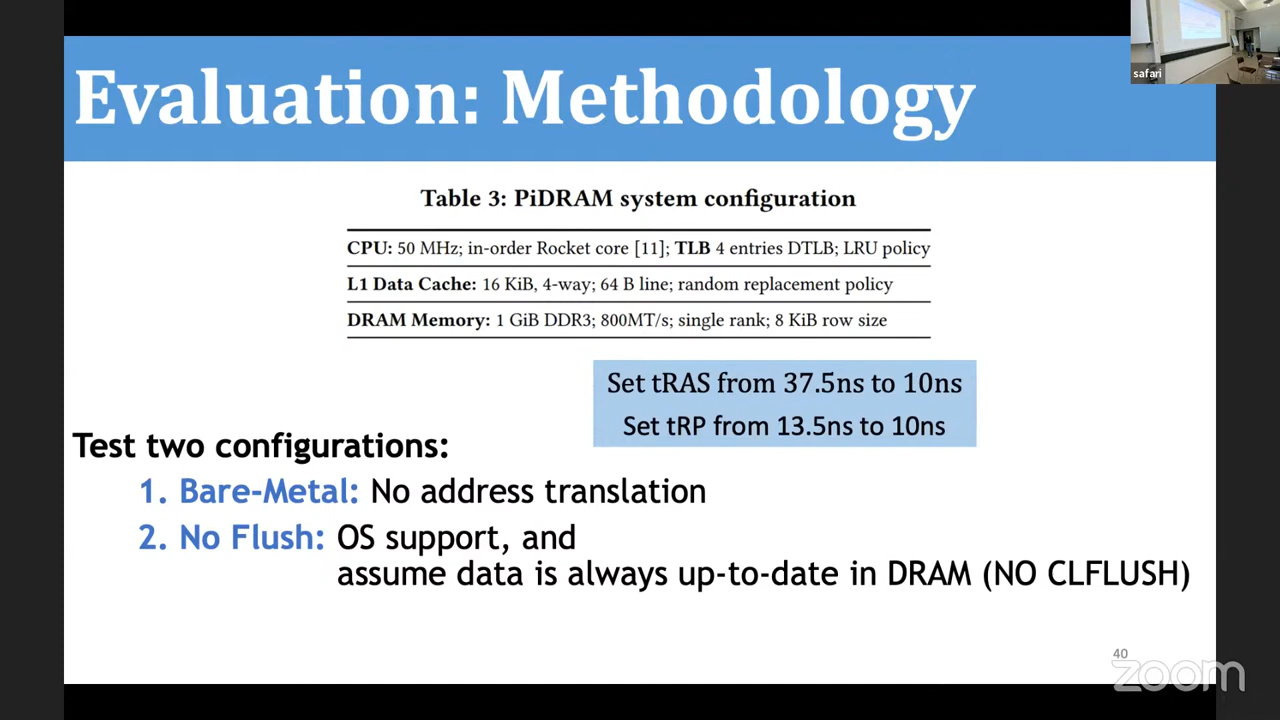 safari
Evaluation: Methodology
Table 3: PiDRAM system configuration
CPU: 50 MHz; in-order Rocket core [11]; TLB 4 entries DTLB; LRU policy
L1 Data Cache: 16 KiB, 4-way; 64 B line; random replacement policy
DRAM Memory: 1 GiB DDR3; 800MT/s; single rank; 8 KiB row size
Set tRAS from 37.5ns to 10ns
Set tRP from 13.5ns to 10ns
Test two configurations:
1. Bare-Metal: No address translation
2. No Flush: OS support, and
assume data is always up-to-date in DRAM (NO CLFLUSH)
40
zoom